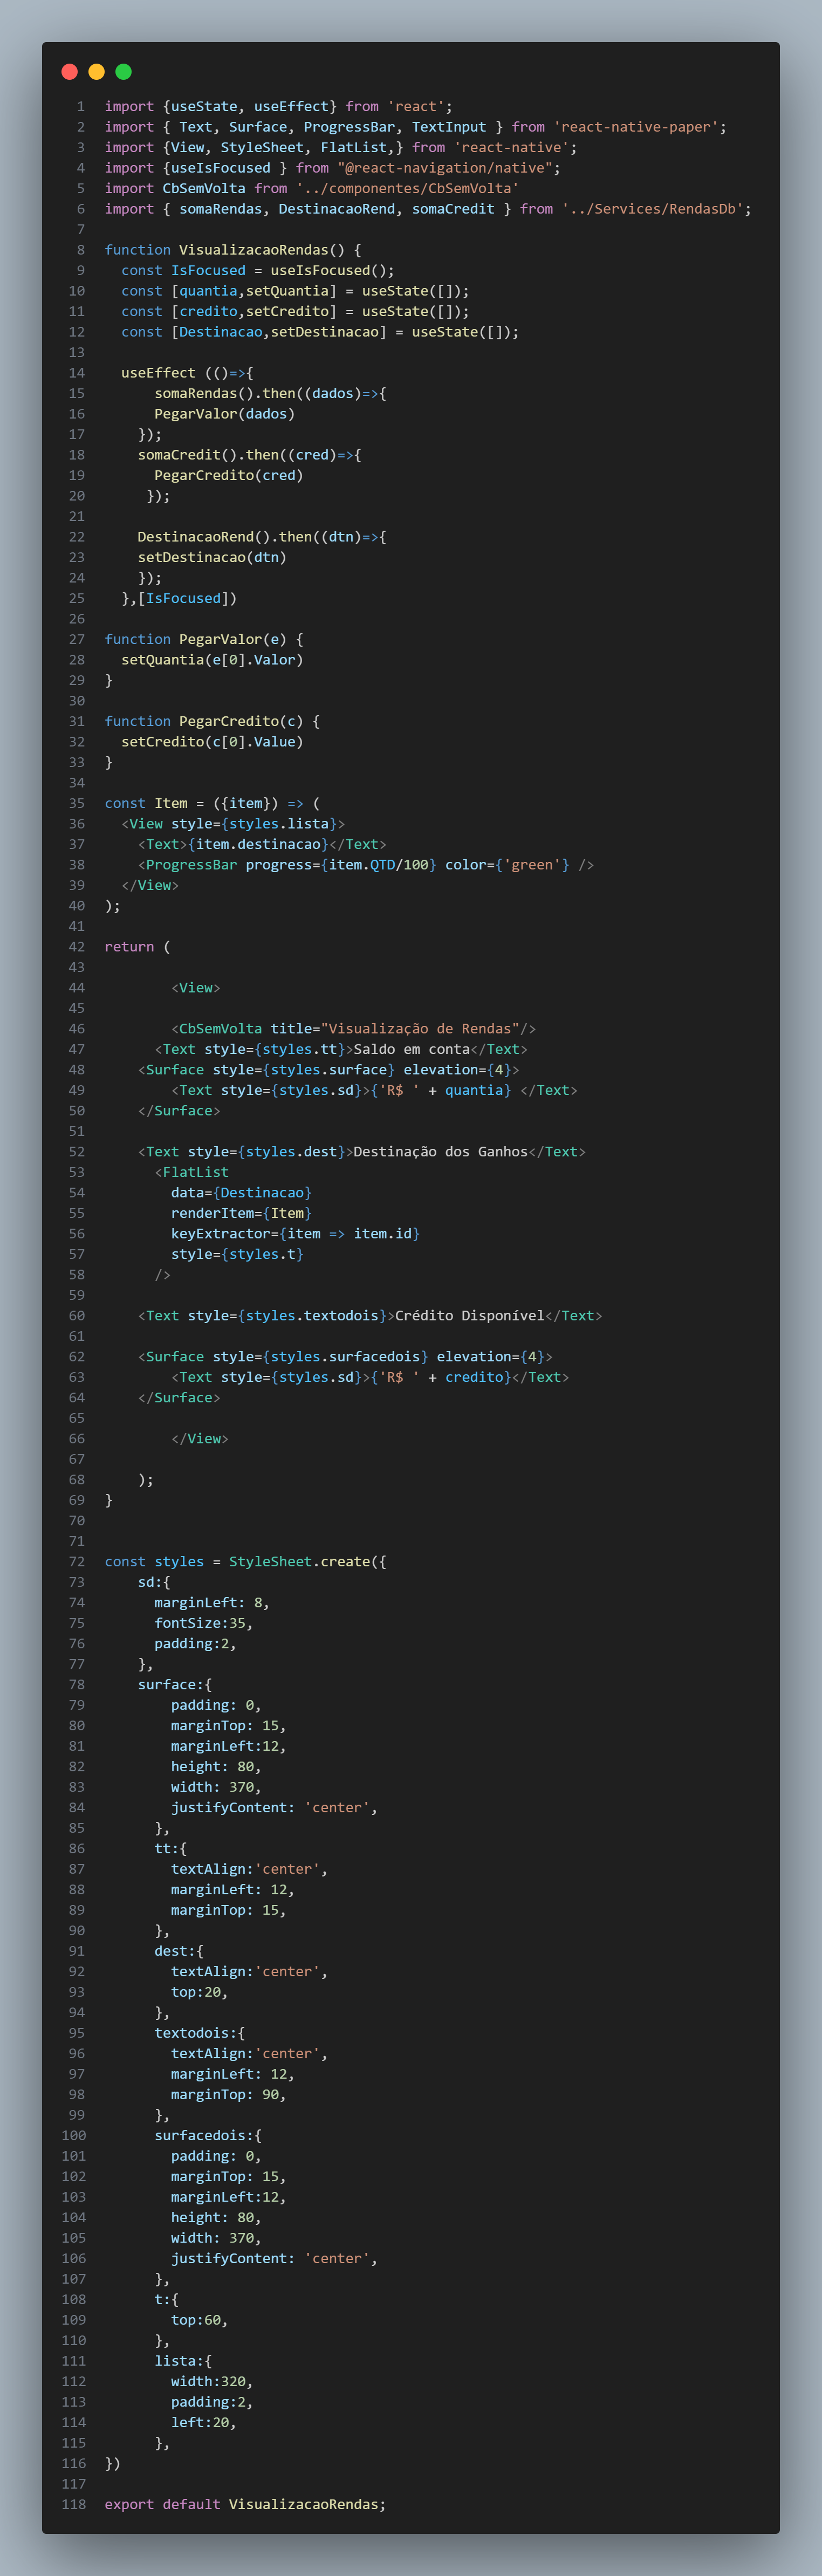 1 import {useState, useEffect} from 'react';
2 import { Text, Surface, ProgressBar, TextInput } from 'react-native-paper';
3 import {View, StyleSheet, FlatList,} from 'react-native';
4 import {useIsFocused } from "@react-navigation/native";
5 import CbSemVolta from '../componentes/CbSemVolta'
6 import { somaRendas, DestinacaoRend, somaCredit } from '../Services/RendasDb';
7
8 function VisualizacaoRendas() {
9   const IsFocused = useIsFocused();
10   const [quantia,setQuantia] = useState([]);
11   const [credito,setCredito] = useState([]);
12   const [Destinacao,setDestinacao] = useState([]);
13
14   useEffect (()=>{
15       somaRendas().then((dados)=>{
16       PegarValor(dados)
17     });
18     somaCredit().then((cred)=>{
19       PegarCredito(cred)
20      });
21
22     DestinacaoRend().then((dtn)=>{
23     setDestinacao(dtn)
24     });
25   },[IsFocused])
26
27 function PegarValor(e) {
28   setQuantia(e[0].Valor)
29 }
30
31 function PegarCredito(c) {
32   setCredito(c[0].Value)
33 }
34
35 const Item = ({item}) => (
36   <View style={styles.lista}>
37     <Text>{item.destinacao}</Text>
38     <ProgressBar progress={item.QTD/100} color={'green'} />
39   </View>
40 );
41
42 return (
43
44         <View>
45
46         <CbSemVolta title="Visualização de Rendas"/>
47       <Text style={styles.tt}>Saldo em conta</Text>
48     <Surface style={styles.surface} elevation={4}>
49         <Text style={styles.sd}>{'R$ ' + quantia} </Text>
50     </Surface>
51
52     <Text style={styles.dest}>Destinação dos Ganhos</Text>
53       <FlatList
54         data={Destinacao}
55         renderItem={Item}
56         keyExtractor={item => item.id}
57         style={styles.t}
58       />
59
60     <Text style={styles.textodois}>Crédito Disponível</Text>
61
62     <Surface style={styles.surfacedois} elevation={4}>
63         <Text style={styles.sd}>{'R$ ' + credito}</Text>
64     </Surface>
65
66         </View>
67
68     );
69 }
70
71
72 const styles = StyleSheet.create({
73     sd:{
74       marginLeft: 8,
75       fontSize:35,
76       padding:2,
77     },
78     surface:{
79         padding: 0,
80         marginTop: 15,
81         marginLeft:12,
82         height: 80,
83         width: 370,
84         justifyContent: 'center',
85       },
86       tt:{
87         textAlign:'center',
88         marginLeft: 12,
89         marginTop: 15,
90       },
91       dest:{
92         textAlign:'center',
93         top:20,
94       },
95       textodois:{
96         textAlign:'center',
97         marginLeft: 12,
98         marginTop: 90,
99       },
100       surfacedois:{
101         padding: 0,
102         marginTop: 15,
103         marginLeft:12,
104         height: 80,
105         width: 370,
106         justifyContent: 'center',
107       },
108       t:{
109         top:60,
110       },
111       lista:{
112         width:320,
113         padding:2,
114         left:20,
115       },
116 })
117
118 export default VisualizacaoRendas;